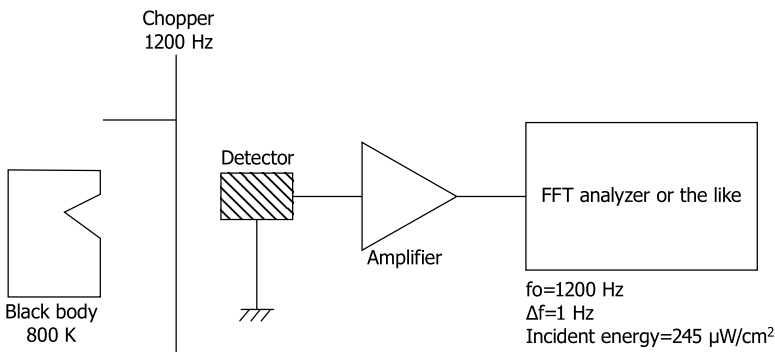 Chopper
1200 Hz
Detector
Amplifier
FFT analyzer or the like
Black body
800 K
fo=1200 Hz
Δf=1 Hz
Incident energy=245 μW/cm²